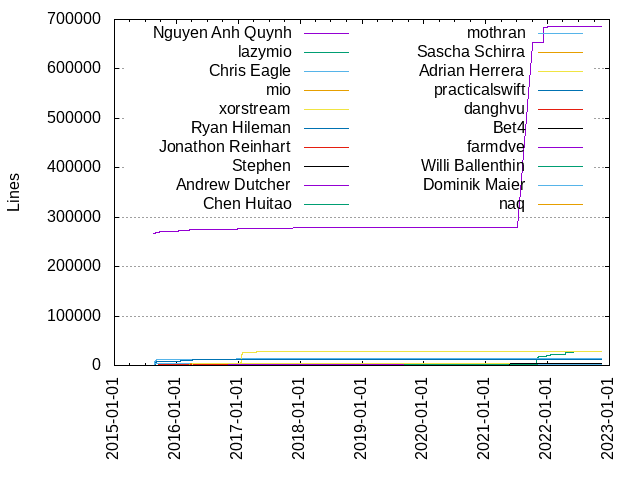 700000
600000
500000
400000
300000
200000
100000
0
Lines
Nguyen Anh Quynh
lazymio
Chris Eagle
mio
xorstream
Ryan Hileman
Jonathon Reinhart
Stephen
Andrew Dutcher
Chen Huitao
mothran
Sascha Schirra
Adrian Herrera
practicalswift
danghvu
Bet4
farmdve
Willi Ballenthin
Dominik Maier
naq
2015-01-01
2016-01-01
2017-01-01
2018-01-01
2019-01-01
2020-01-01
2021-01-01
2022-01-01
2023-01-01